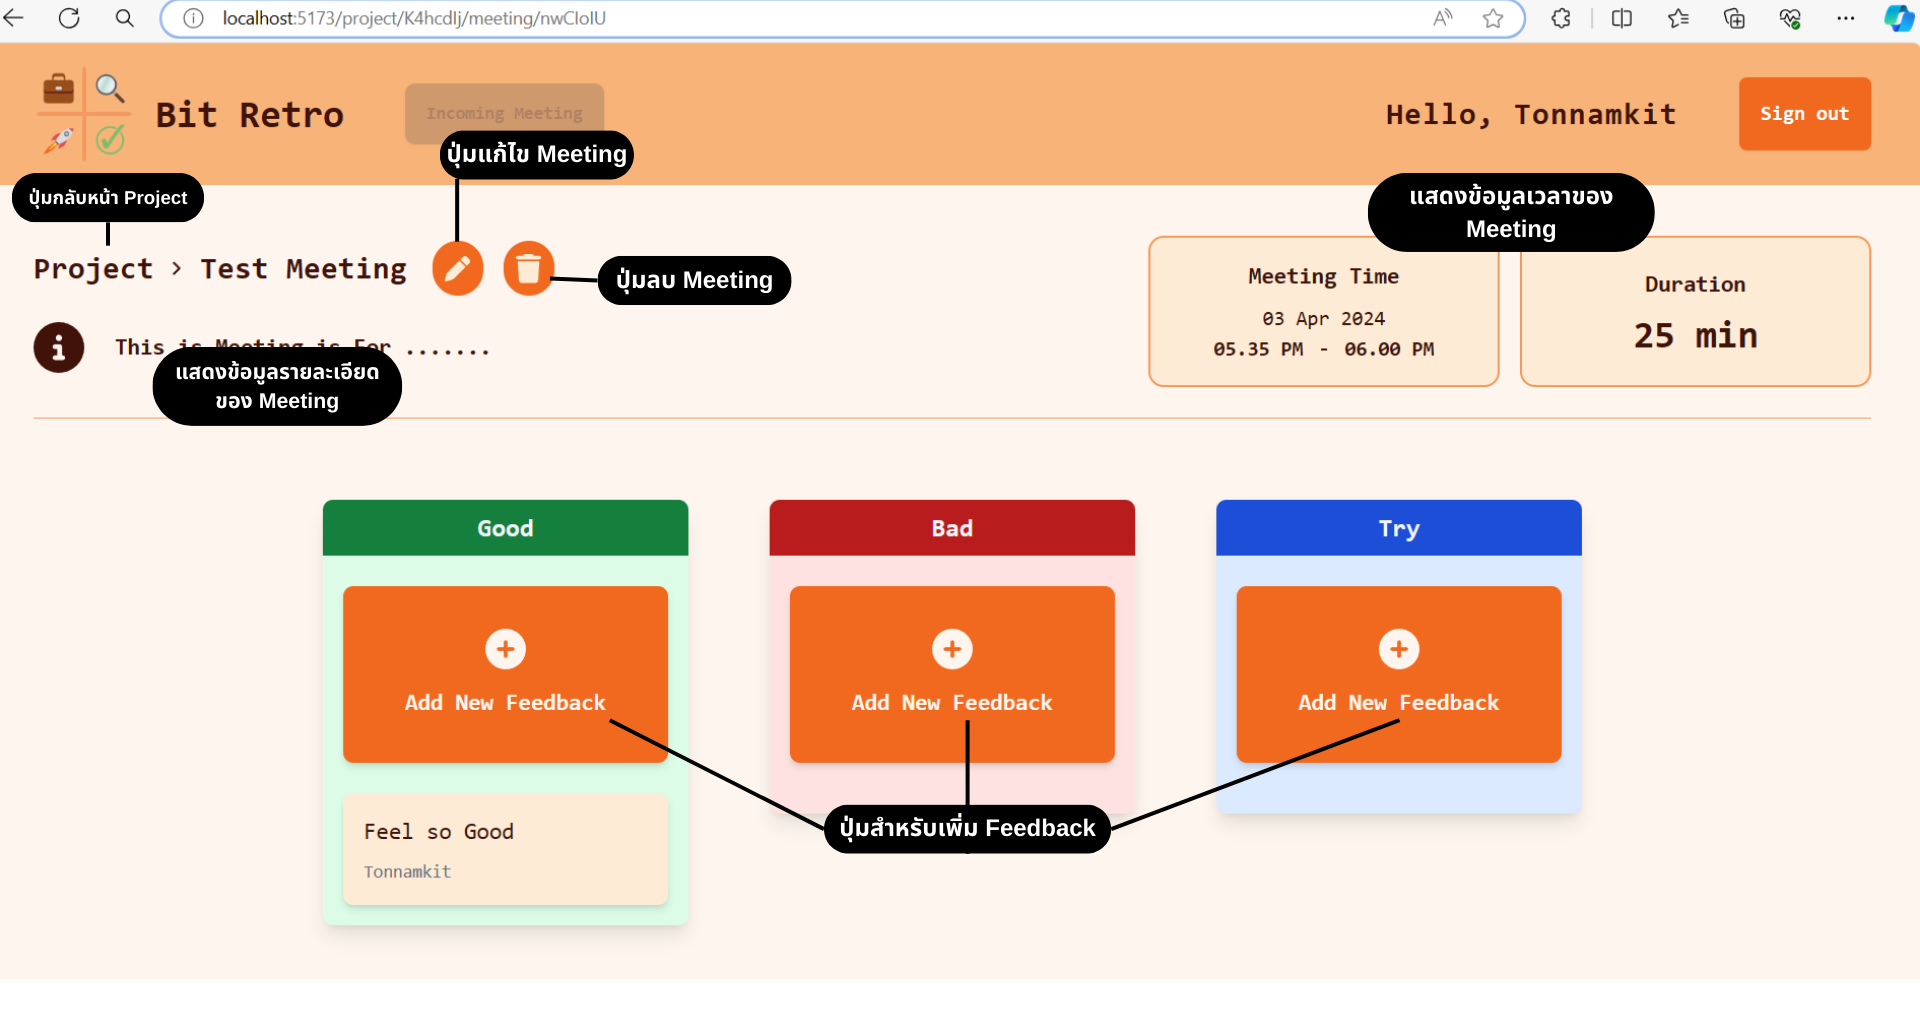 localhost:5173/project/K4hcdlj/meeting/nwCIoIU
Bit Retro
Incoming Meeting
Hello, Tonnamkit
Sign out
ปุ่มแก้ไข Meeting
ปุ่มกลับหน้า Project
แสดงข้อมูลเวลาของ
Meeting
Project > Test Meeting
ปุ่มลบ Meeting
Meeting Time
03 Apr 2024
05.35 PM - 06.00 PM
Duration
25 min
This is Meeting is For .......
แสดงข้อมูลรายละเอียด
ของ Meeting
Good
Bad
Try
Add New Feedback
Add New Feedback
Add New Feedback
ปุ่มสำหรับเพิ่ม Feedback
Feel so Good
Tonnamkit